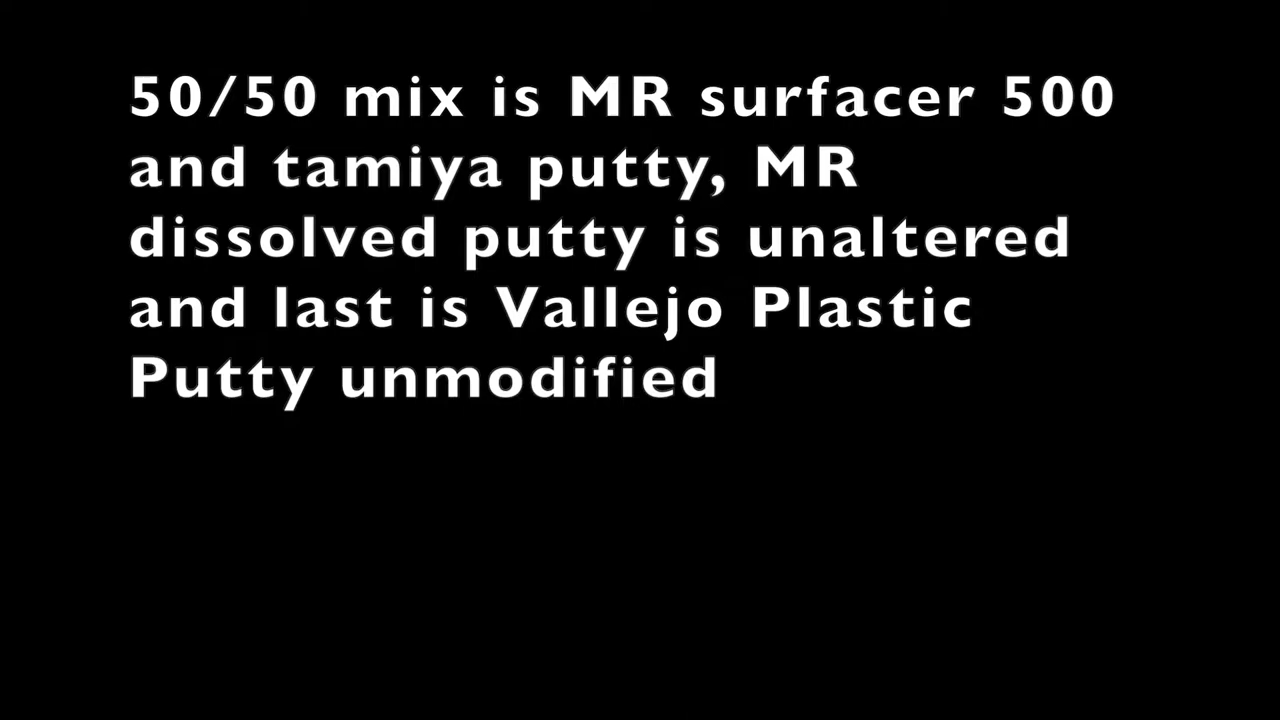 50/50 mix is MR surfacer 500
and tamiya putty, MR
dissolved putty is unaltered
and last is Vallejo Plastic
Putty unmodified